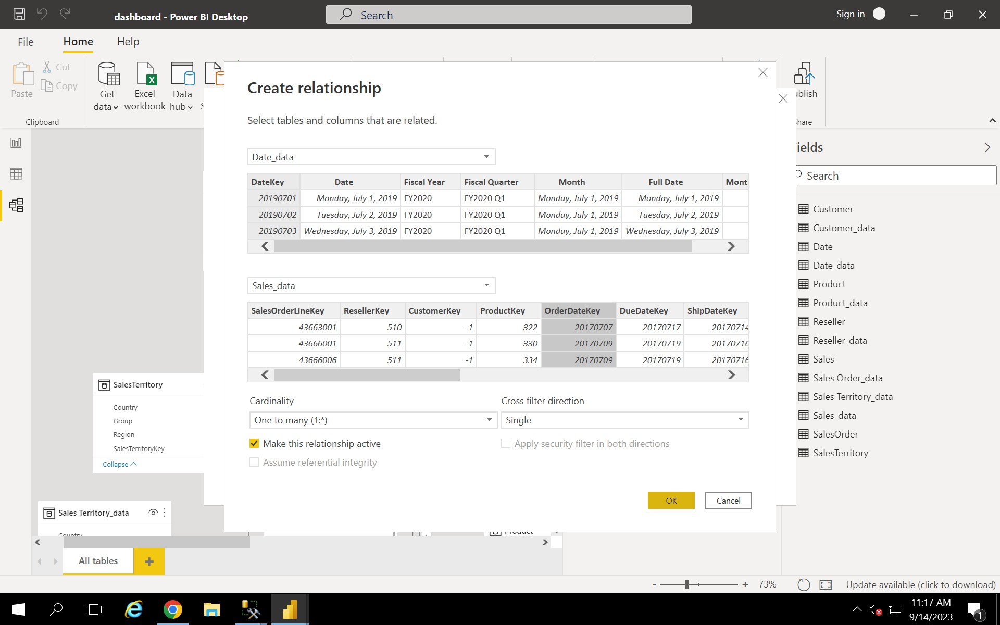 dashboard - Power BI Desktop
Search
Sign in
File
Home
Help
Paste
Cut
Copy
Clipboard
Get data
Excel workbook
Data hub
S
ublish
hare
Create relationship
Select tables and columns that are related.
Date_data
DateKey Date Fiscal Year Fiscal Quarter Month Full Date Mont
20190701 Monday, July 1, 2019 FY2020 FY2020 Q1 Monday, July 1, 2019 Monday, July 1, 2019
20190702 Tuesday, July 2, 2019 FY2020 FY2020 Q1 Monday, July 1, 2019 Tuesday, July 2, 2019
20190703 Wednesday, July 3, 2019 FY2020 FY2020 Q1 Monday, July 1, 2019 Wednesday, July 3, 2019
Sales_data
SalesOrderLineKey ResellerKey CustomerKey ProductKey OrderDateKey DueDateKey ShipDateKey
43663001 510 -1 322 20170707 20170717 20170714
43666001 511 -1 330 20170709 20170719 20170716
43666006 511 -1 334 20170709 20170719 20170716
Cardinality
Cross filter direction
One to many (1:*)
Single
Make this relationship active
Apply security filter in both directions
Assume referential integrity
OK
Cancel
ields
Search
Customer
Customer_data
Date
Date_data
Product
Product_data
Reseller
Reseller_data
Sales
Sales Order_data
Sales Territory_data
Sales_data
SalesOrder
SalesTerritory
SalesTerritory
Country
Group
Region
SalesTerritoryKey
Collapse
Sales Territory_data
Country
Product
All tables
- + 73%
Update available (click to download)
11:17 AM
9/14/2023
1